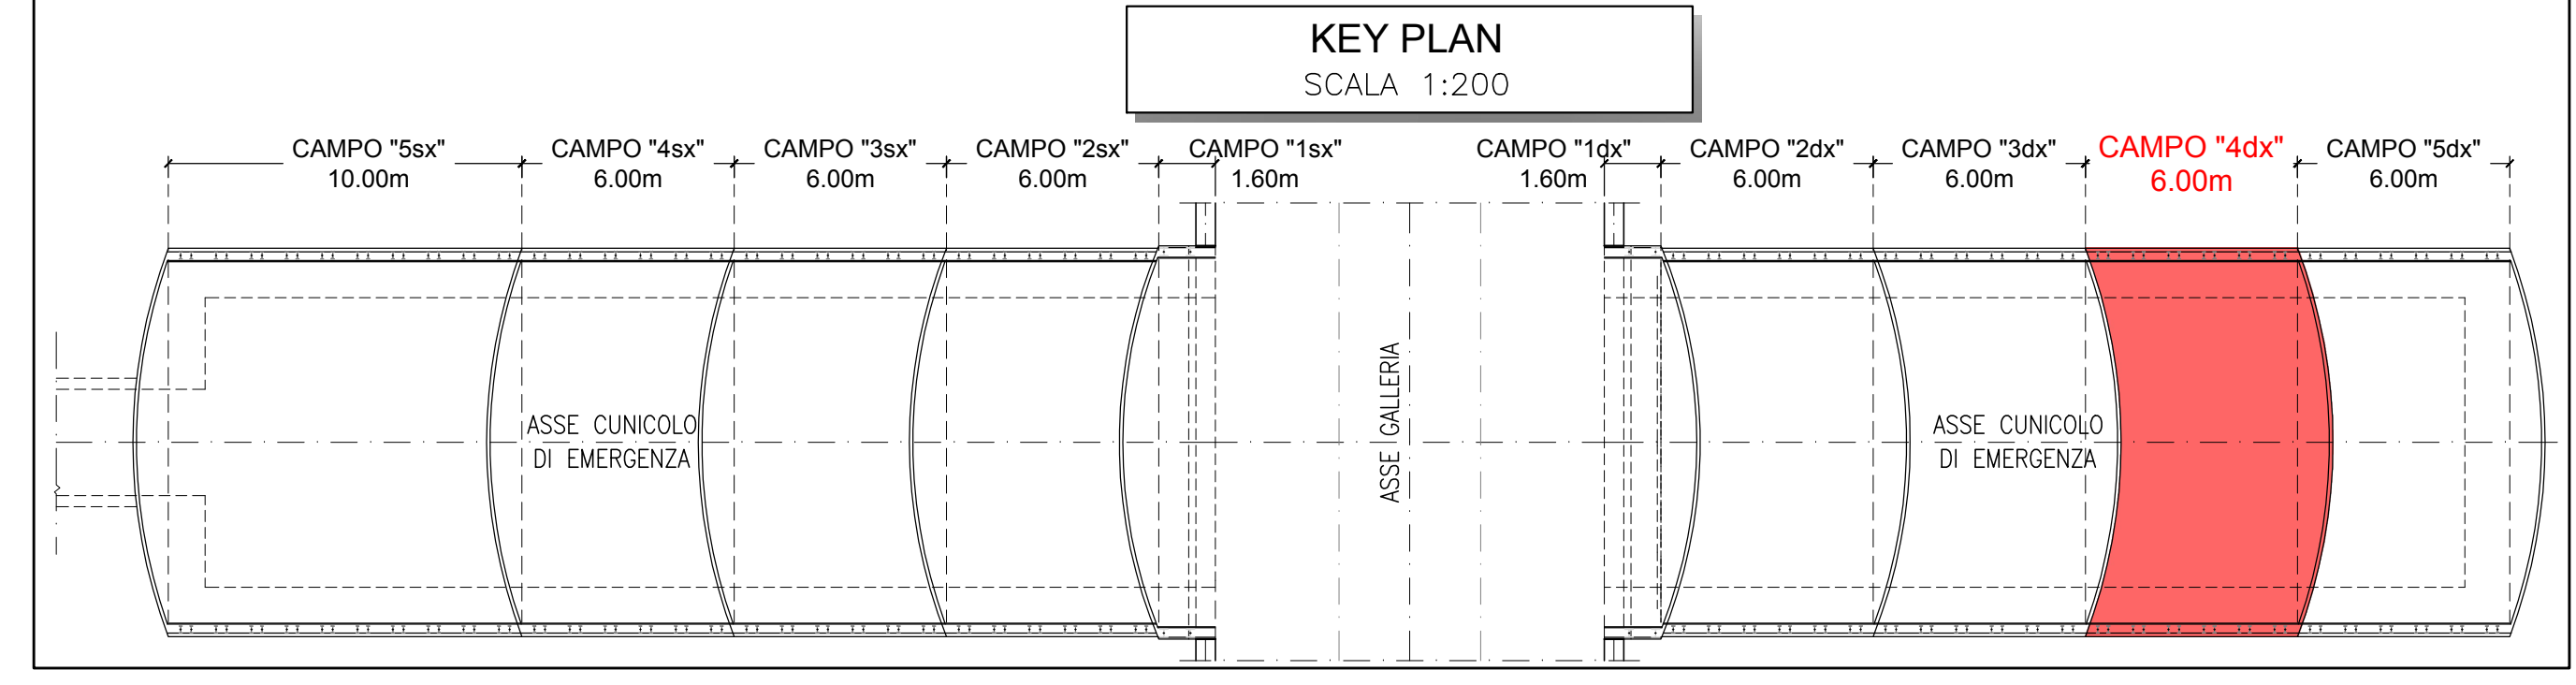 KEY PLAN
SCALA 1:200
CAMPO "5sx"
10.00m
CAMPO "4sx"
6.00m
CAMPO "3sx"
6.00m
CAMPO "2sx"
6.00m
CAMPO "1sx"
1.60m
CAMPO "1dx"
1.60m
CAMPO "2dx"
6.00m
CAMPO "3dx"
6.00m
CAMPO "4dx"
6.00m
CAMPO "5dx"
6.00m
ASSE CUNICOLO
DI EMERGENZA
ASSE GALLERIA
ASSE CUNICOLO
DI EMERGENZA